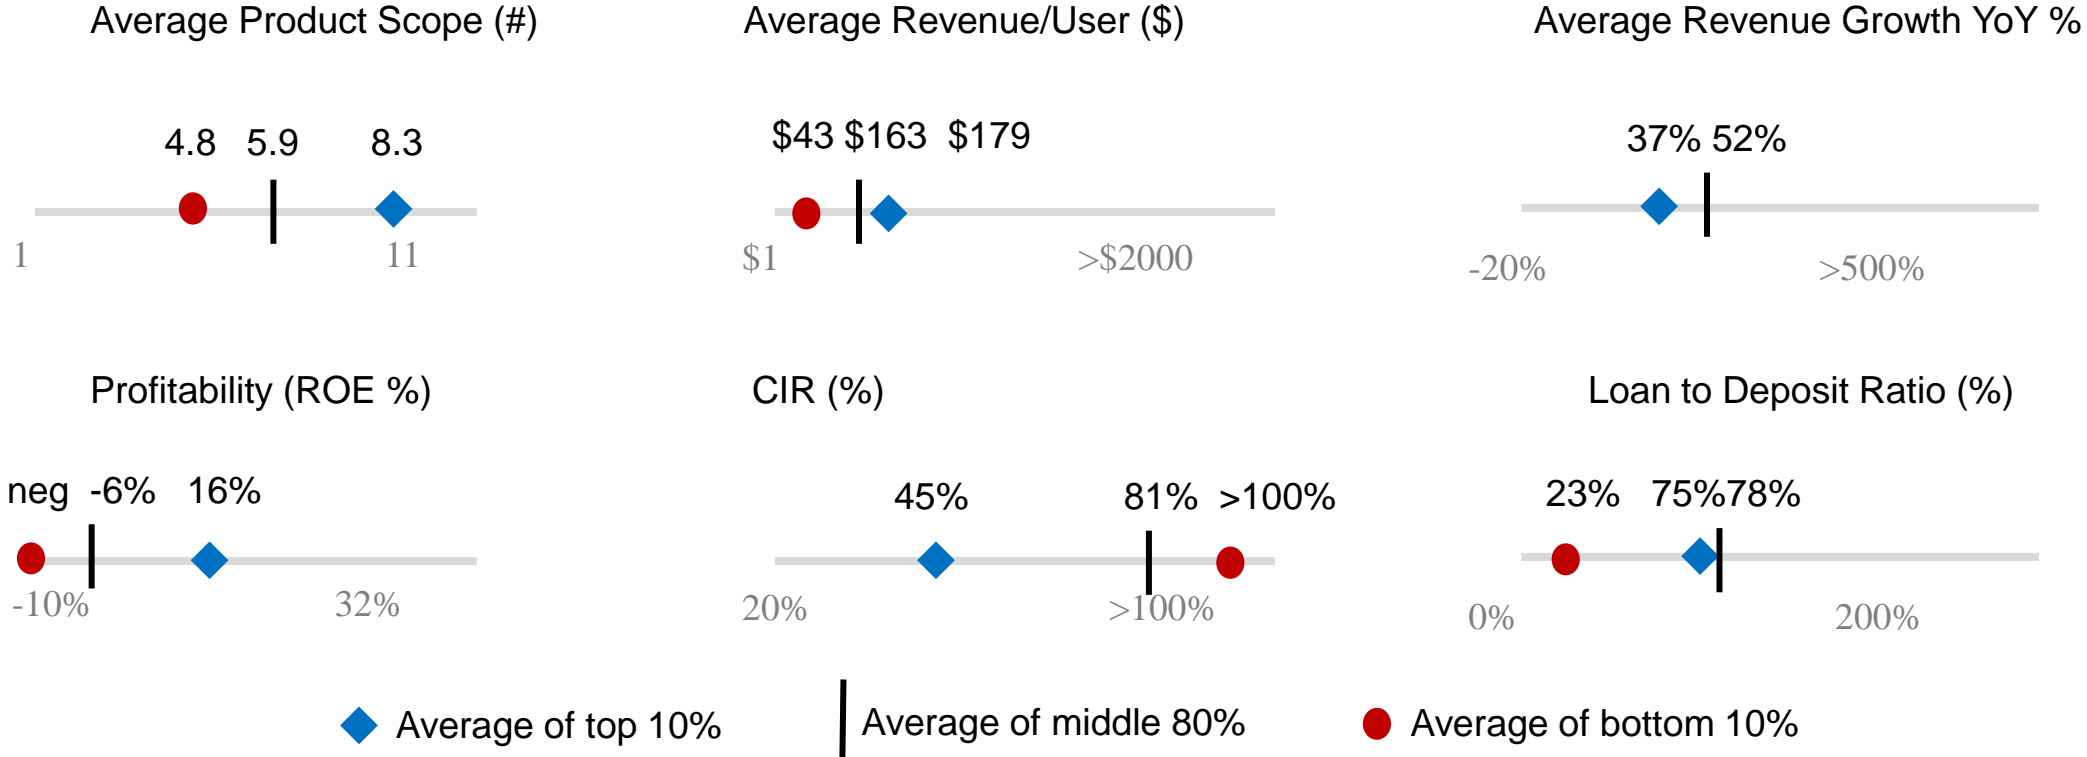 Average Product Scope (#)
Average Revenue/User ($)
Average Revenue Growth YoY %
4.8 5.9 8.3
$43 $163 $179
37% 52%
1 11
$1 >$2000
-20% >500%
Profitability (ROE %)
CIR (%)
Loan to Deposit Ratio (%)
neg -6% 16%
45% 81% >100%
23% 75%78%
-10% 32%
20% >100%
0% 200%
Average of top 10%
Average of middle 80%
Average of bottom 10%